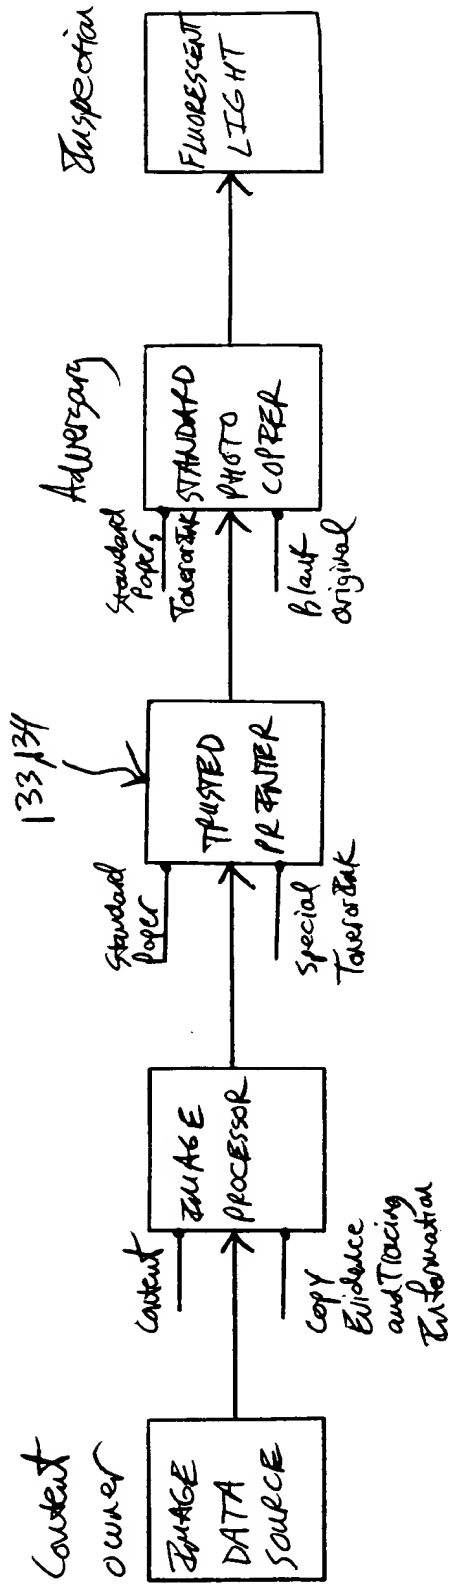 Content
owner
IMAGE
DATA
SOURCE
Content
IMAGE
PROCESSOR
Copy
Evidence
and Tracing
Information
133,134
Standard
Paper
TRUSTED
PRINTER
Special
Toner or Ink
Adversary
Standard
Paper,
Toner or Ink
STANDARD
PHOTO
COPIER
Blank
original
Inspection
FLUORESCENT
LIGHT